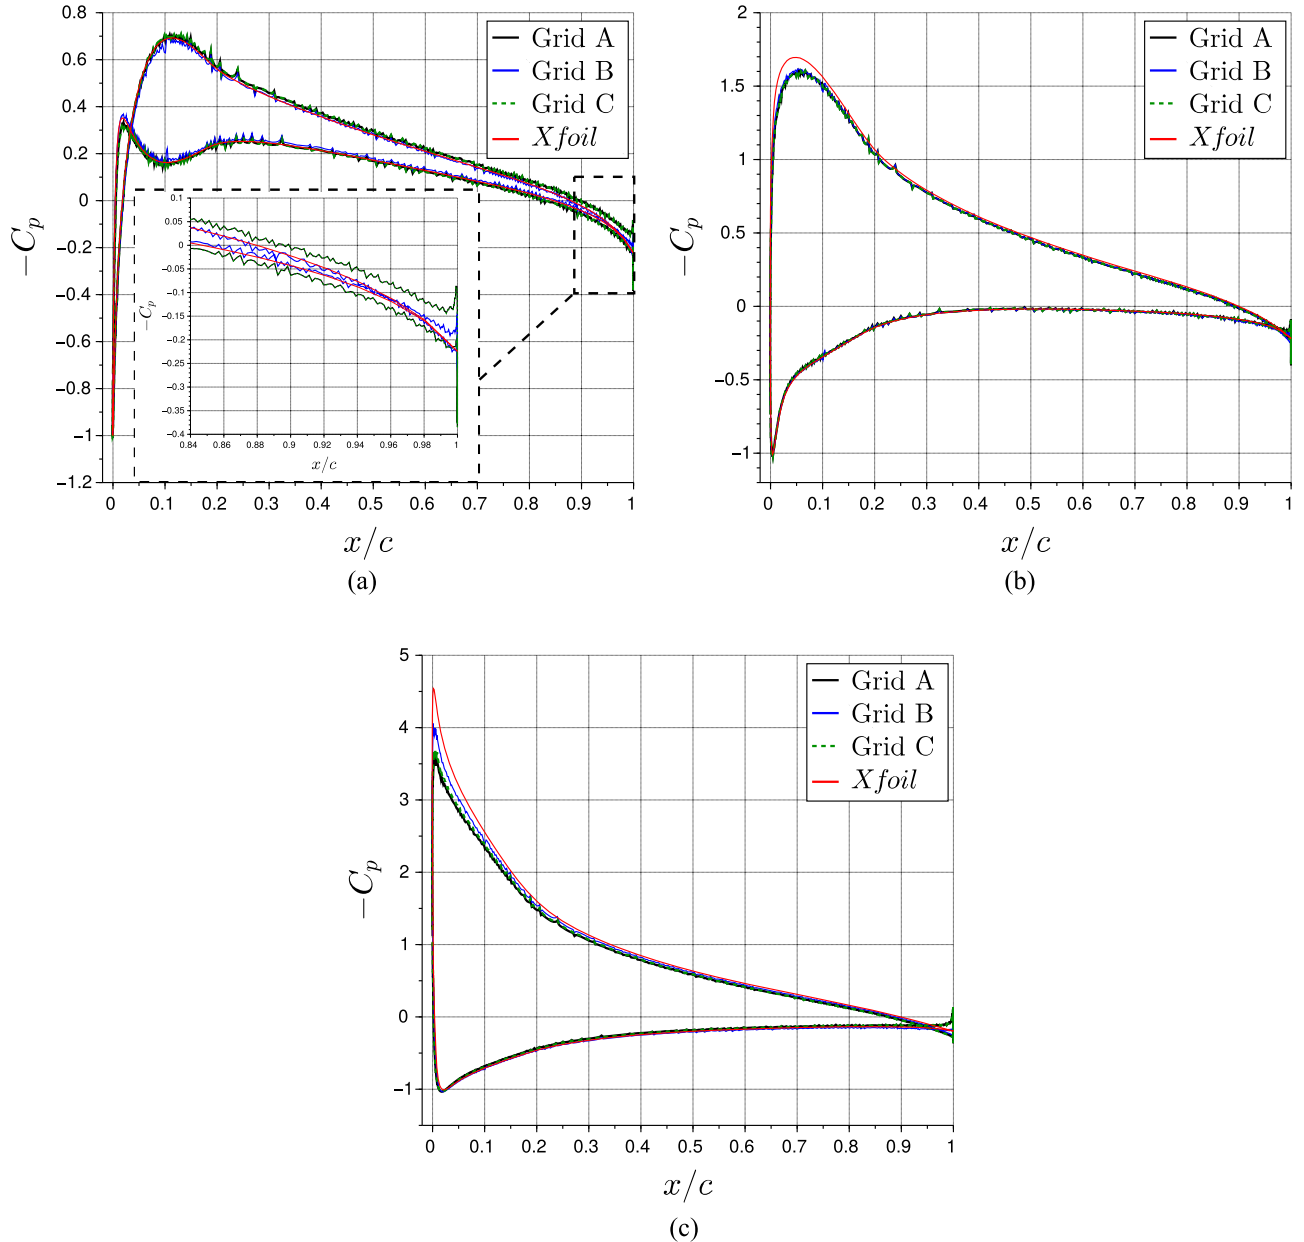 0.8
0.6
0.4
0.2
0
−0.2
−0.4
−0.6
−0.8
−1
−1.2
−C_p
Grid A
Grid B
Grid C
Xfoil
0.1
0.05
0
−0.05
−0.1
−0.15
−0.2
−0.25
−0.3
−0.35
−0.4
−C_p
0.84 0.86 0.88 0.9 0.92 0.94 0.96 0.98 1
x/c
0 0.1 0.2 0.3 0.4 0.5 0.6 0.7 0.8 0.9 1
x/c
(a)
2
1.5
1
0.5
0
−0.5
−1
−C_p
Grid A
Grid B
Grid C
Xfoil
0 0.1 0.2 0.3 0.4 0.5 0.6 0.7 0.8 0.9 1
x/c
(b)
5
4
3
2
1
0
−1
−C_p
Grid A
Grid B
Grid C
Xfoil
0 0.1 0.2 0.3 0.4 0.5 0.6 0.7 0.8 0.9 1
x/c
(c)